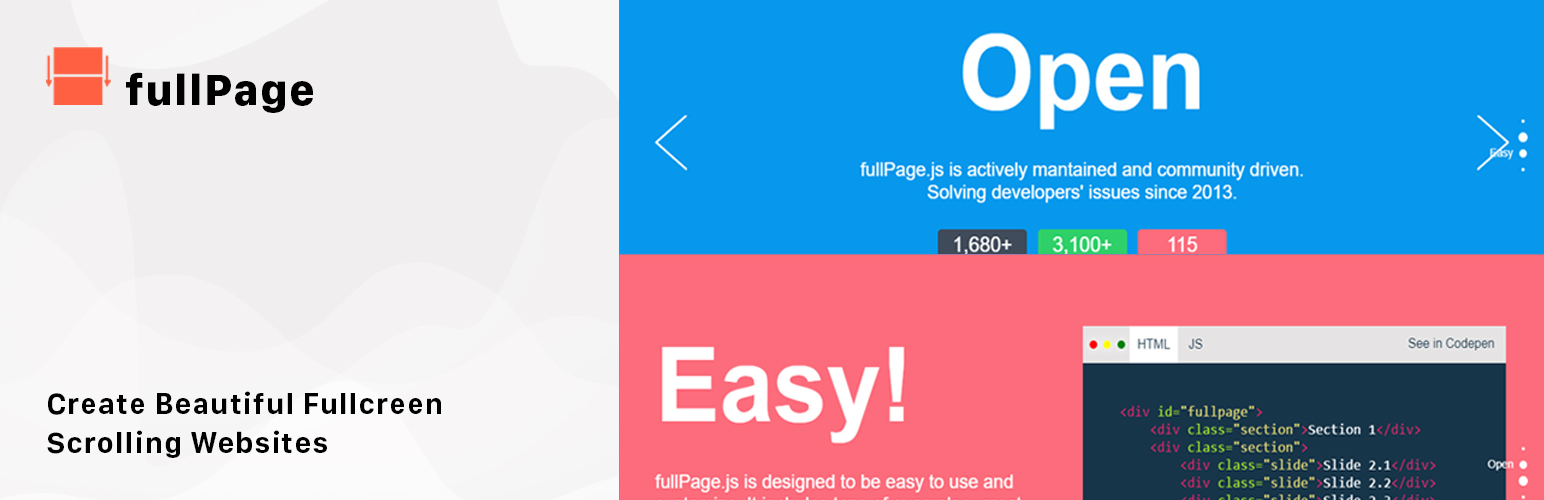 fullPage
Create Beautiful Fullcreen
Scrolling Websites
Open
fullPage.js is actively mantained and community driven.
Solving developers' issues since 2013.
1,680+ 3,100+ 115
Easy
Easy!
fullPage.js is designed to be easy to use and
HTML JS See in Codepen
<div id="fullpage">
<div class="section">Section 1</div>
<div class="section">
<div class="slide">Slide 2.1</div>
<div class="slide">Slide 2.2</div>
Open